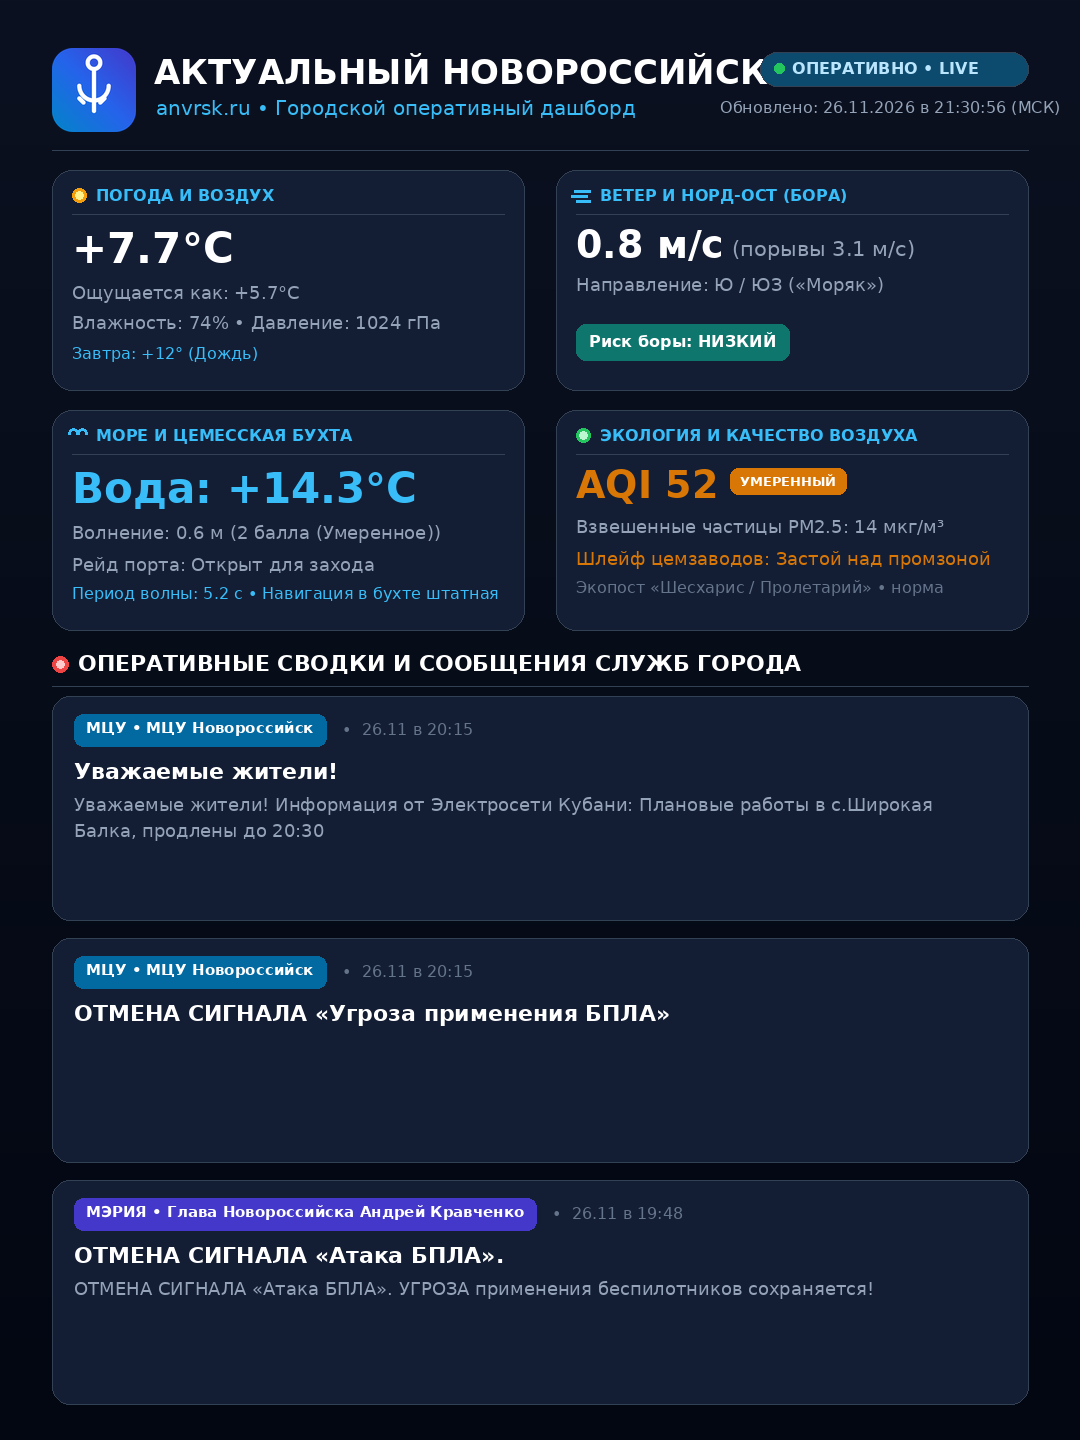 АКТУАЛЬНЫЙ НОВОРОССИЙСК
ОПЕРАТИВНО • LIVE
anvrsk.ru • Городской оперативный дашборд
Обновлено: 26.11.2026 в 21:30:56 (МСК)
ПОГОДА И ВОЗДУХ
+7.7°C
Ощущается как: +5.7°C
Влажность: 74% • Давление: 1024 гПа
Завтра: +12° (Дождь)
ВЕТЕР И НОРД-ОСТ (БОРА)
0.8 м/с (порывы 3.1 м/с)
Направление: Ю / ЮЗ («Моряк»)
Риск боры: НИЗКИЙ
МОРЕ И ЦЕМЕССКАЯ БУХТА
Вода: +14.3°C
Волнение: 0.6 м (2 балла (Умеренное))
Рейд порта: Открыт для захода
Период волны: 5.2 с • Навигация в бухте штатная
ЭКОЛОГИЯ И КАЧЕСТВО ВОЗДУХА
AQI 52 УМЕРЕННЫЙ
Взвешенные частицы PM2.5: 14 мкг/м³
Шлейф цемзаводов: Застой над промзоной
Экопост «Шесхарис / Пролетарий» • норма
ОПЕРАТИВНЫЕ СВОДКИ И СООБЩЕНИЯ СЛУЖБ ГОРОДА
МЦУ • МЦУ Новороссийск • 26.11 в 20:15
Уважаемые жители!
Уважаемые жители! Информация от Электросети Кубани: Плановые работы в с.Широкая
Балка, продлены до 20:30
МЦУ • МЦУ Новороссийск • 26.11 в 20:15
ОТМЕНА СИГНАЛА «Угроза применения БПЛА»
МЭРИЯ • Глава Новороссийска Андрей Кравченко • 26.11 в 19:48
ОТМЕНА СИГНАЛА «Атака БПЛА».
ОТМЕНА СИГНАЛА «Атака БПЛА». УГРОЗА применения беспилотников сохраняется!